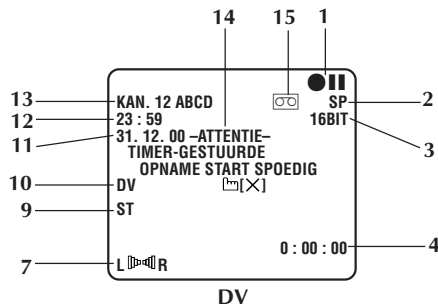 14 15 1
13 KAN. 12 ABCD SP 2
12 23 : 59 16BIT 3
11 31. 12. 00 –ATTENTIE–
TIMER-GESTUURDE
OPNAME START SPOEDIG
10 DV [X]
9 ST
0 : 00 : 00 4
7 L R
DV